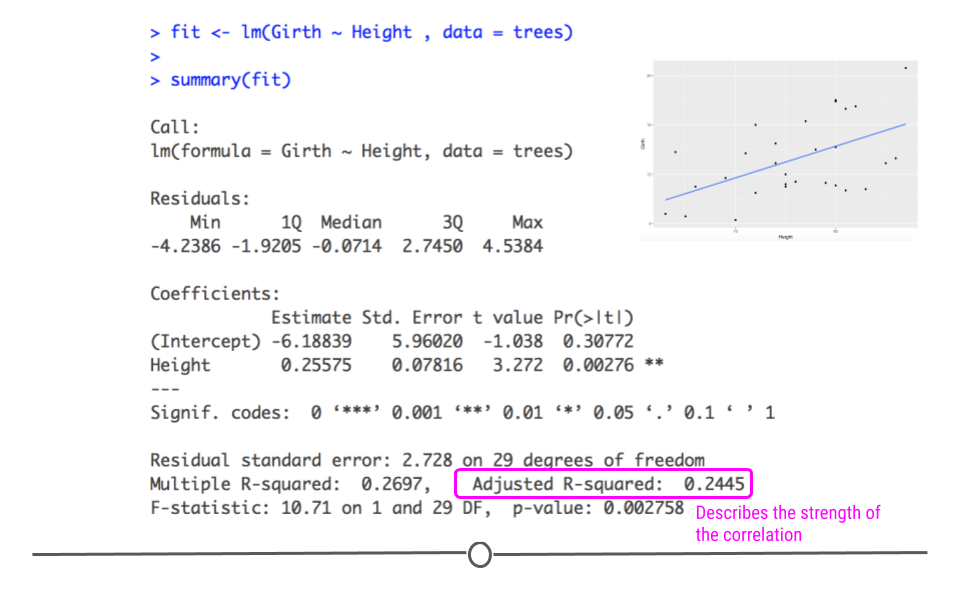 > fit <- lm(Girth ~ Height , data = trees)
>
> summary(fit)
Call:
lm(formula = Girth ~ Height, data = trees)
Residuals:
Min 1Q Median 3Q Max
-4.2386 -1.9205 -0.0714 2.7450 4.5384
Coefficients:
Estimate Std. Error t value Pr(>|t|)
(Intercept) -6.18839 5.96020 -1.038 0.30772
Height 0.25575 0.07816 3.272 0.00276 **
---
Signif. codes: 0 ‘***’ 0.001 ‘**’ 0.01 ‘*’ 0.05 ‘.’ 0.1 ‘ ’ 1
Residual standard error: 2.728 on 29 degrees of freedom
Multiple R-squared: 0.2697, Adjusted R-squared: 0.2445
F-statistic: 10.71 on 1 and 29 DF, p-value: 0.002758
Describes the strength of
the correlation
Girth
Height